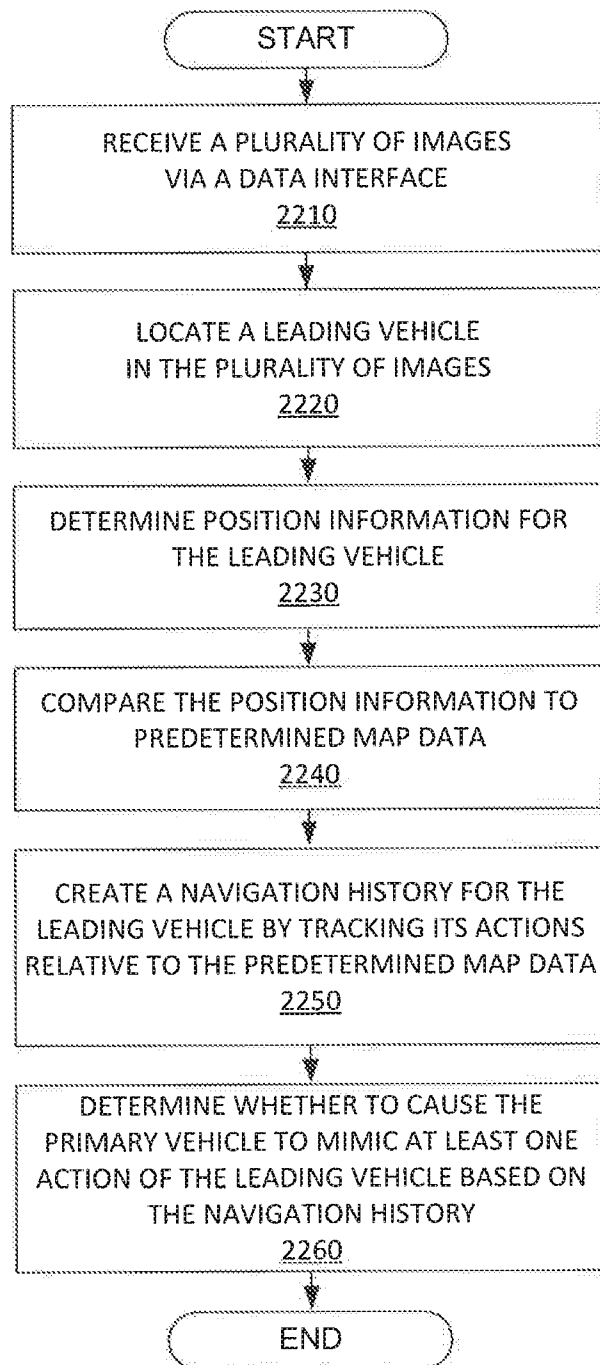 START
RECEIVE A PLURALITY OF IMAGES
VIA A DATA INTERFACE
2210
LOCATE A LEADING VEHICLE
IN THE PLURALITY OF IMAGES
2220
DETERMINE POSITION INFORMATION FOR
THE LEADING VEHICLE
2230
COMPARE THE POSITION INFORMATION TO
PREDETERMINED MAP DATA
2240
CREATE A NAVIGATION HISTORY FOR THE
LEADING VEHICLE BY TRACKING ITS ACTIONS
RELATIVE TO THE PREDETERMINED MAP DATA
2250
DETERMINE WHETHER TO CAUSE THE
PRIMARY VEHICLE TO MIMIC AT LEAST ONE
ACTION OF THE LEADING VEHICLE BASED ON
THE NAVIGATION HISTORY
2260
END